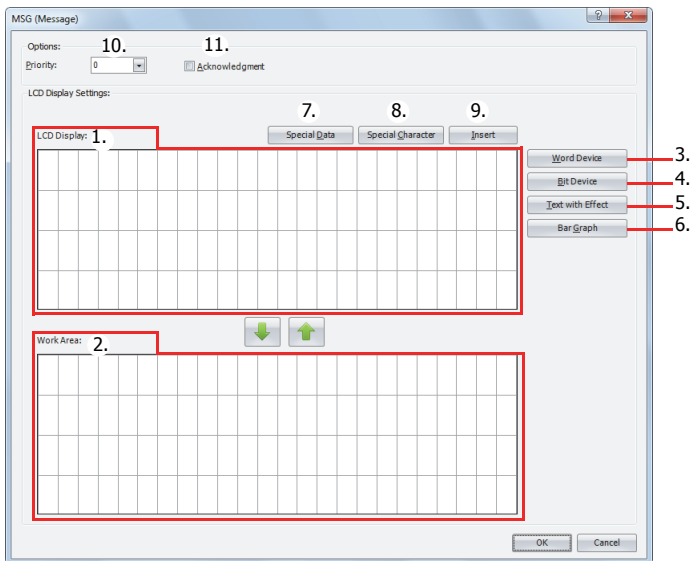 MSG (Message)
Options:
10.
11.
Priority:
0
Acknowledgment
LCD Display Settings:
7.
8.
9.
LCD Display:
1.
Special Data
Special Character
Insert
Word Device
3.
Bit Device
4.
Text with Effect
5.
Bar Graph
6.
Work Area:
2.
OK
Cancel